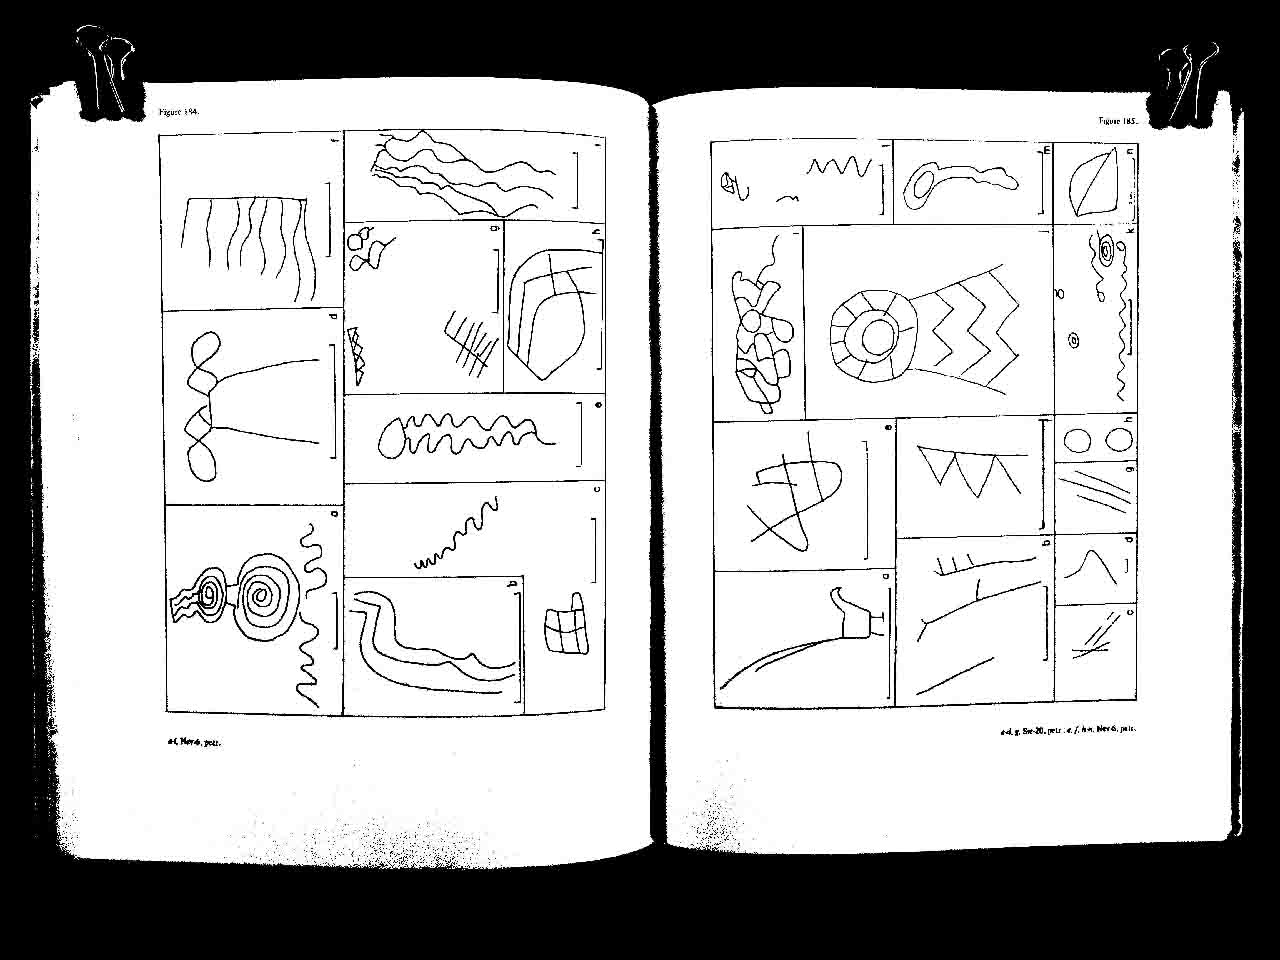 Figure 184.
f
i
g
h
d
e
c
a
b
a-i, Nev-6, petr.
Figure 185.
l
m
n
i
j
k
e
f
h
g
a
b
d
c
a-d, g, Sw-20, petr.; e, f, h-n, Nev-6, petr.